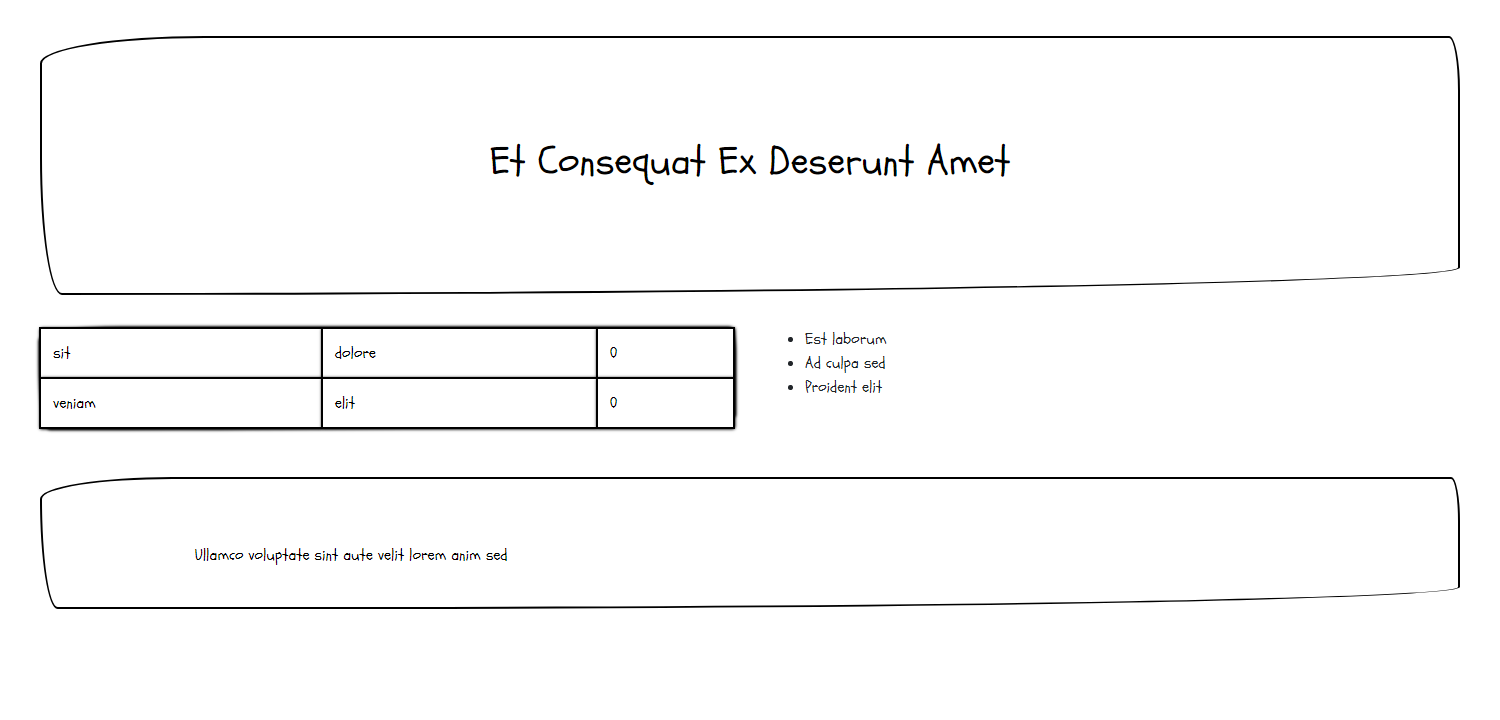 Et Consequat Ex Deserunt Amet
sit dolore 0
veniam elit 0
Est laborum
Ad culpa sed
Proident elit
Ullamco voluptate sint aute velit lorem anim sed